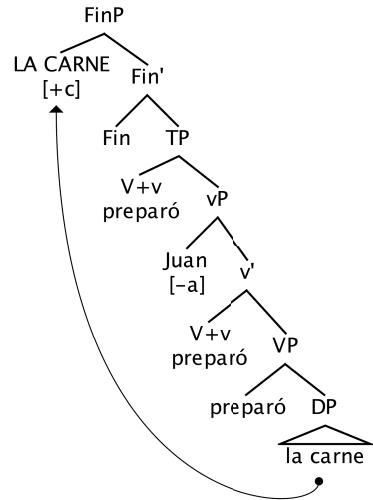 FinP
LA CARNE
[+c]
Fin'
Fin
TP
V+v
preparó
vP
Juan
[−a]
v'
V+v
preparó
VP
preparó
DP
la carne